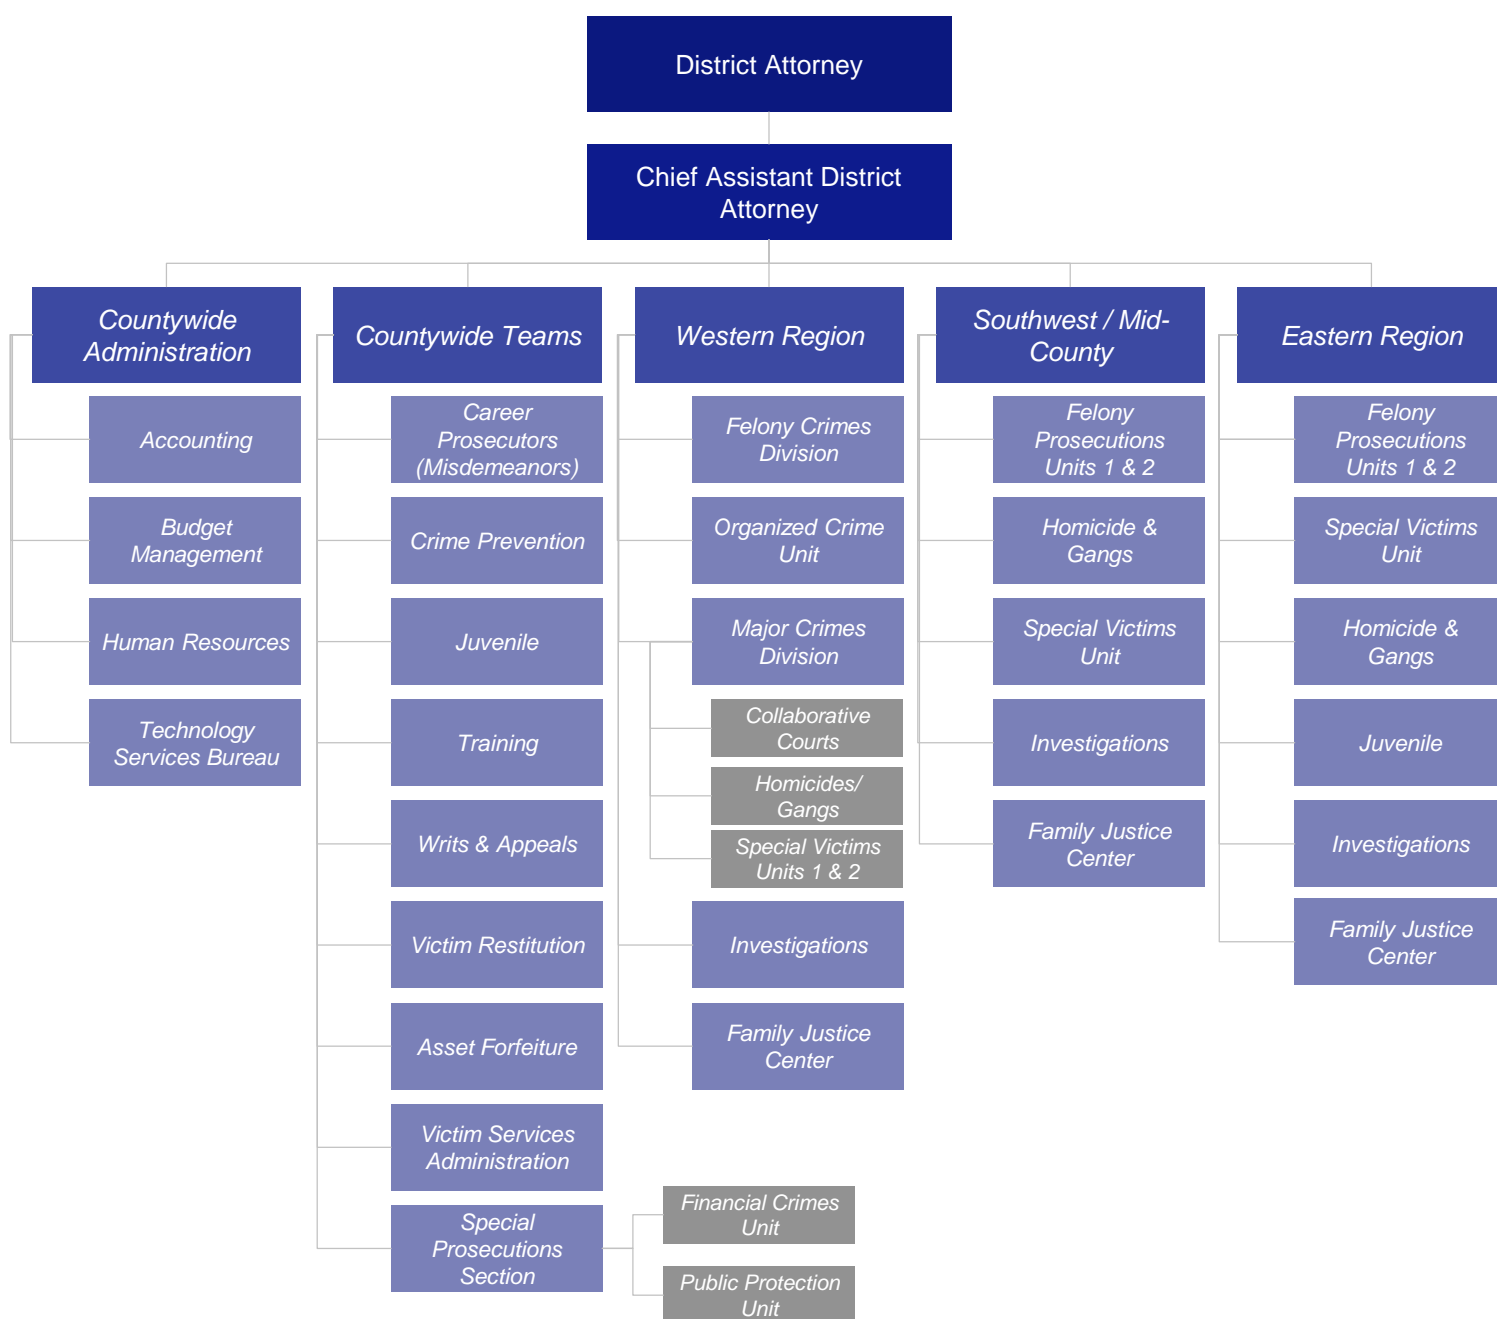 District Attorney
Chief Assistant District
Attorney
Countywide
Administration
Accounting
Budget
Management
Human Resources
Technology
Services Bureau
Countywide Teams
Career
Prosecutors
(Misdemeanors)
Crime Prevention
Juvenile
Training
Writs & Appeals
Victim Restitution
Asset Forfeiture
Victim Services
Administration
Special
Prosecutions
Section
Financial Crimes
Unit
Public Protection
Unit
Western Region
Felony Crimes
Division
Organized Crime
Unit
Major Crimes
Division
Collaborative
Courts
Homicides/
Gangs
Special Victims
Units 1 & 2
Investigations
Family Justice
Center
Southwest / Mid-
County
Felony
Prosecutions
Units 1 & 2
Homicide &
Gangs
Special Victims
Unit
Investigations
Family Justice
Center
Eastern Region
Felony
Prosecutions
Units 1 & 2
Special Victims
Unit
Homicide &
Gangs
Juvenile
Investigations
Family Justice
Center